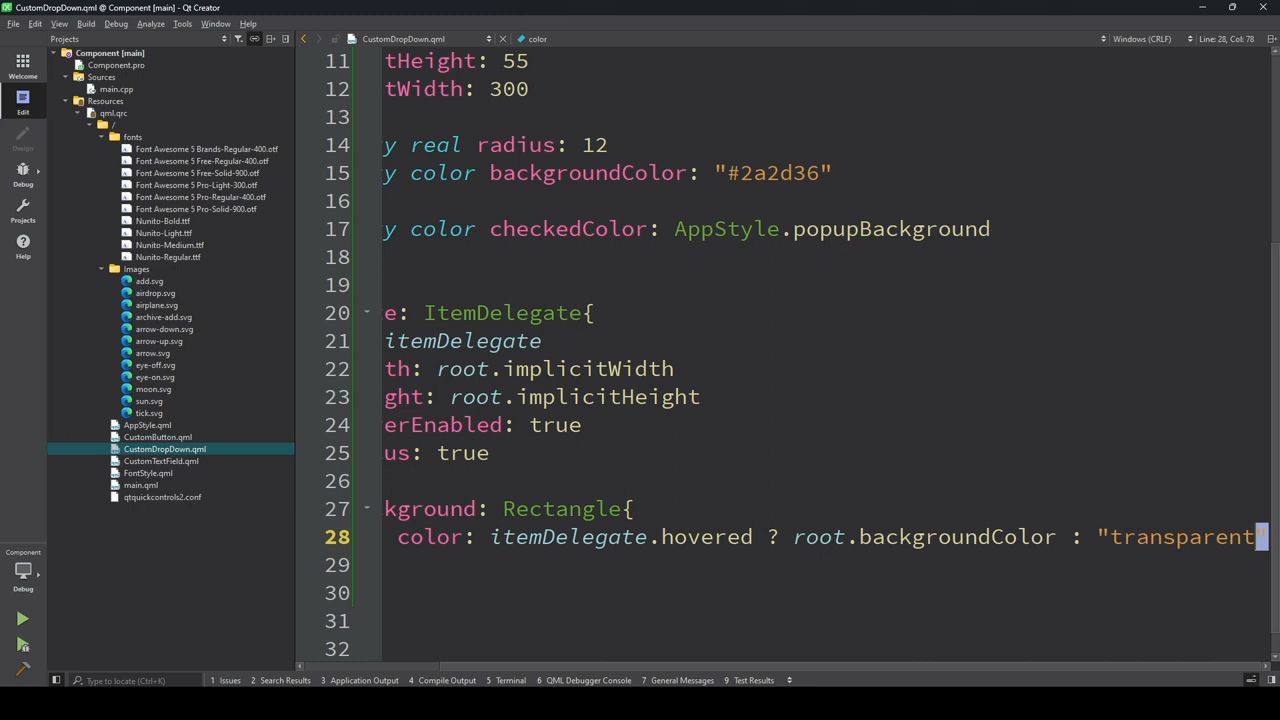 CustomDropDown.qml @ Component [main] - Qt Creator
File Edit View Build Debug Analyze Tools Window Help
Projects
CustomDropDown.qml
color
Windows (CRLF)
Line: 28, Col: 78
Welcome
Edit
Design
Debug
Projects
Help
Component
Debug
Component [main]
Component.pro
Sources
main.cpp
Resources
qml.qrc
/
fonts
Font Awesome 5 Brands-Regular-400.otf
Font Awesome 5 Free-Regular-400.otf
Font Awesome 5 Free-Solid-900.otf
Font Awesome 5 Pro-Light-300.otf
Font Awesome 5 Pro-Regular-400.otf
Font Awesome 5 Pro-Solid-900.otf
Nunito-Bold.ttf
Nunito-Light.ttf
Nunito-Medium.ttf
Nunito-Regular.ttf
Images
add.svg
airdrop.svg
airplane.svg
archive-add.svg
arrow-down.svg
arrow-up.svg
arrow.svg
eye-off.svg
eye-on.svg
moon.svg
sun.svg
tick.svg
AppStyle.qml
CustomButton.qml
CustomDropDown.qml
CustomTextField.qml
FontStyle.qml
main.qml
qtquickcontrols2.conf
11 tHeight: 55
12 tWidth: 300
13
14 y real radius: 12
15 y color backgroundColor: "#2a2d36"
16
17 y color checkedColor: AppStyle.popupBackground
18
19
20 e: ItemDelegate{
21 itemDelegate
22 th: root.implicitWidth
23 ght: root.implicitHeight
24 erEnabled: true
25 us: true
26
27 kground: Rectangle{
28 color: itemDelegate.hovered ? root.backgroundColor : "transparent"
29
30
31
32
Type to locate (Ctrl+K)
1 Issues 2 Search Results 3 Application Output 4 Compile Output 5 Terminal 6 QML Debugger Console 7 General Messages 9 Test Results